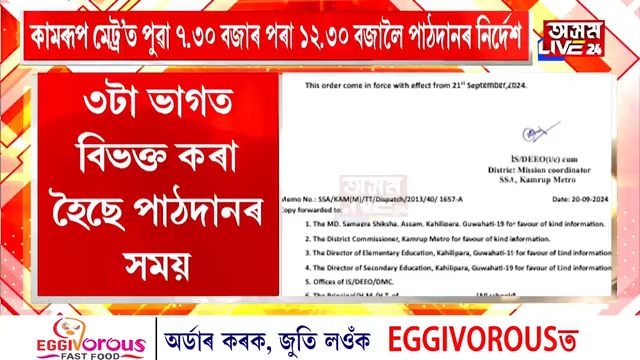 কামৰূপ মেট্ৰ'ত পুৱা ৭.৩০ বজাৰ পৰা ১২.৩০ বজালৈ পাঠদানৰ নিৰ্দেশ
অসম
LIVE 24
৩টা ভাগত
বিভক্ত কৰা
হৈছে পাঠদানৰ
সময়
This order come in force with effect from 21st September,2024.
IS/DEEO(i/c) cum
District Mission coordinator
SSA, Kamrup Metro
Memo No.: SSA/KAM(M)/TT/Dispatch/2013/40/ 1657-A
Date: 20-09-2024
Copy forwarded to:
1. The MD. Samagra Shiksha. Assam. Kahilipara. Guwahati-19 for favour of kind information.
2. The District Commissioner, Kamrup Metro for favour of kind information.
3. The Director of Elementary Education, Kahilipara, Guwahati-19 for favour of kind information
4. The Director of Secondary Education, Kahilipara, Guwahati-19 for favour of kind information
5. Offices of IS/DEEO/DMC.
EGGIVOROUS
FAST FOOD
অৰ্ডাৰ কৰক, জুতি লওঁক
EGGIVOROUSত